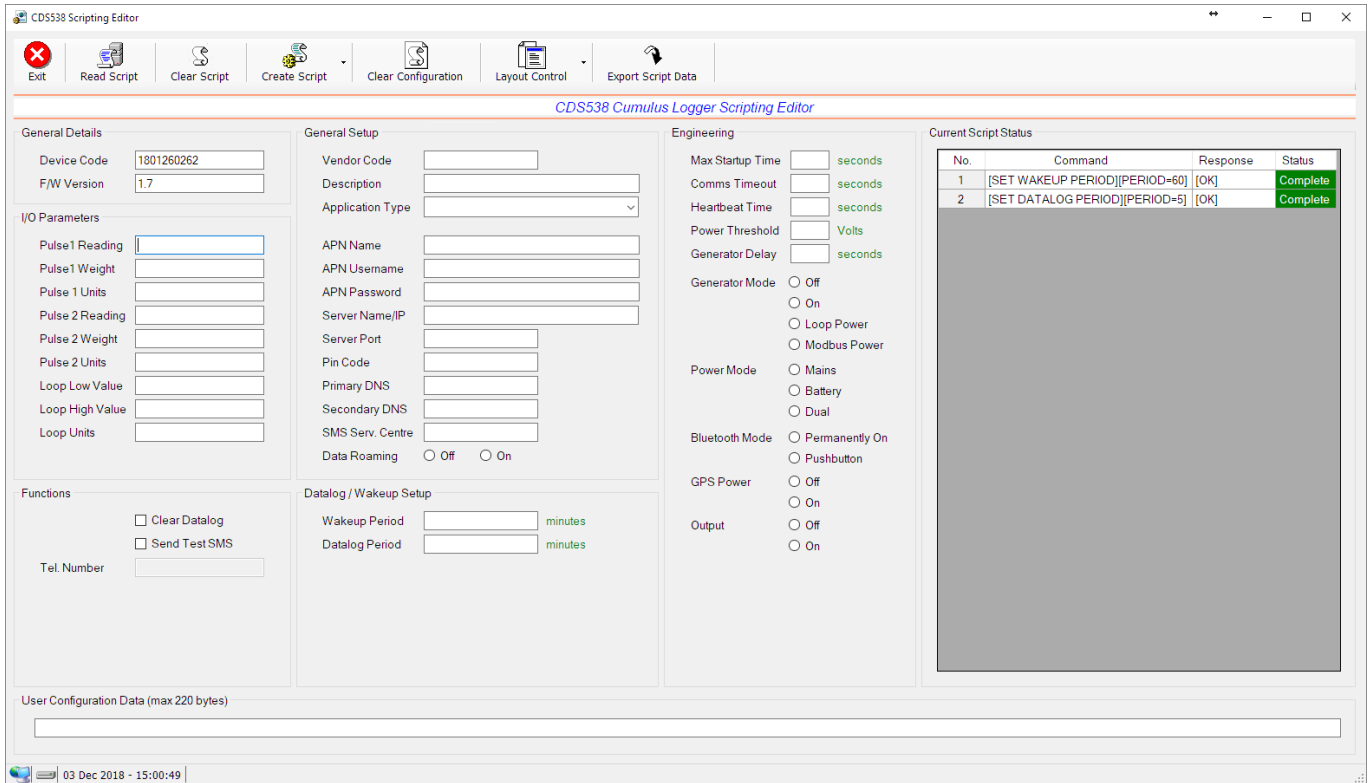 CDS538 Scripting Editor
Exit
Read Script
Clear Script
Create Script
Clear Configuration
Layout Control
Export Script Data
CDS538 Cumulus Logger Scripting Editor
General Details
Device Code 1801260262
F/W Version 1.7
I/O Parameters
Pulse1 Reading
Pulse1 Weight
Pulse 1 Units
Pulse 2 Reading
Pulse 2 Weight
Pulse 2 Units
Loop Low Value
Loop High Value
Loop Units
Functions
Clear Datalog
Send Test SMS
Tel. Number
General Setup
Vendor Code
Description
Application Type
APN Name
APN Username
APN Password
Server Name/IP
Server Port
Pin Code
Primary DNS
Secondary DNS
SMS Serv. Centre
Data Roaming Off On
Datalog / Wakeup Setup
Wakeup Period minutes
Datalog Period minutes
Engineering
Max Startup Time seconds
Comms Timeout seconds
Heartbeat Time seconds
Power Threshold Volts
Generator Delay seconds
Generator Mode Off
On
Loop Power
Modbus Power
Power Mode Mains
Battery
Dual
Bluetooth Mode Permanently On
Pushbutton
GPS Power Off
On
Output Off
On
Current Script Status
No. Command Response Status
1 [SET WAKEUP PERIOD][PERIOD=60] [OK] Complete
2 [SET DATALOG PERIOD][PERIOD=5] [OK] Complete
User Configuration Data (max 220 bytes)
03 Dec 2018 - 15:00:49